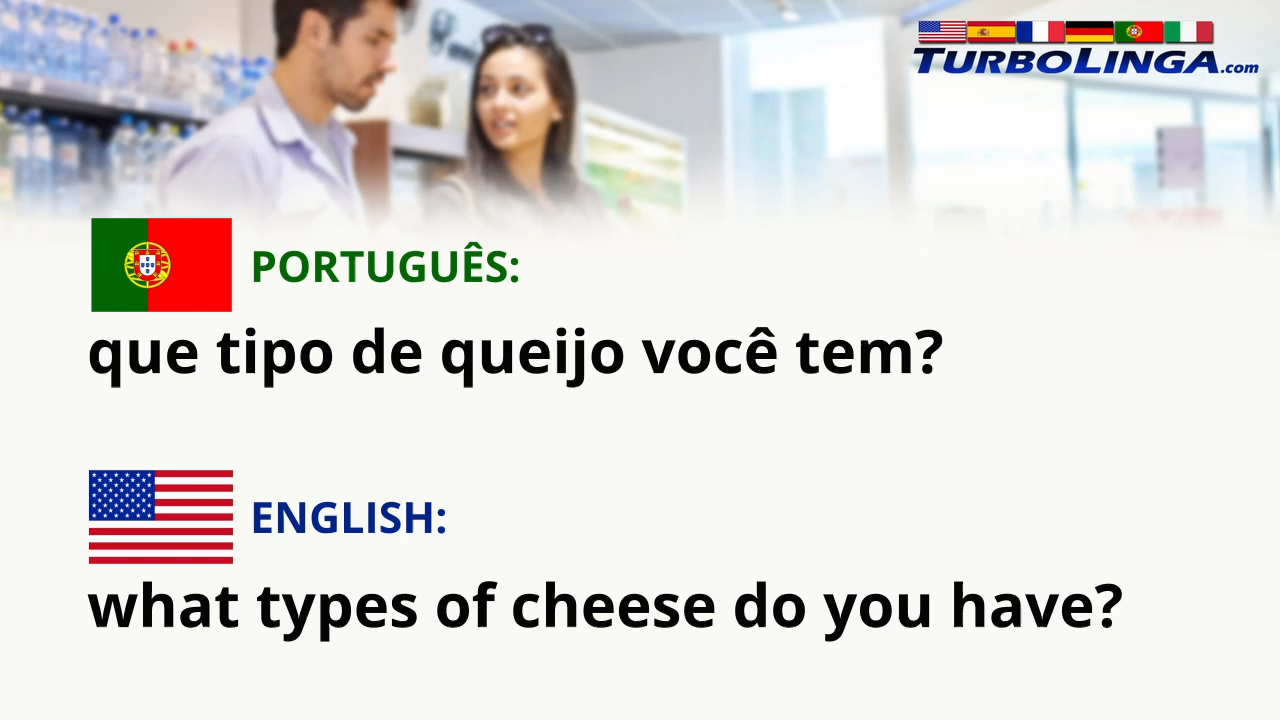 TURBOLINGA.com
PORTUGUÊS:
que tipo de queijo você tem?
ENGLISH:
what types of cheese do you have?